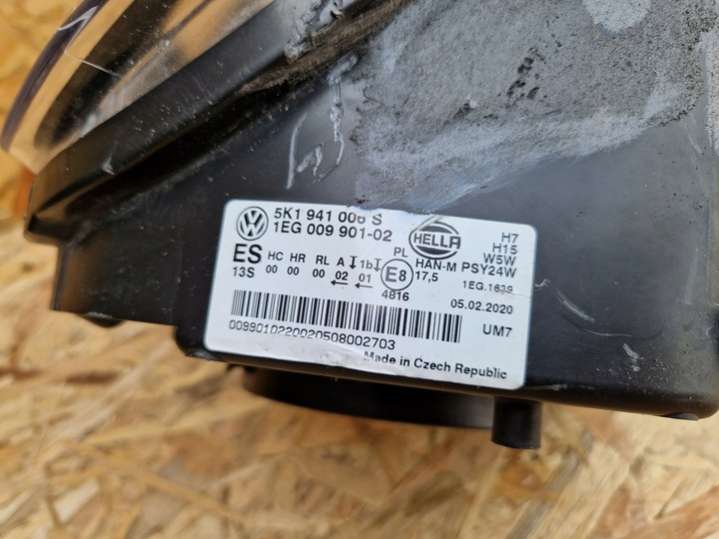 5K1 941 006 S
1EG 009 901-02
HELLA
H7
H15
W5W
PSY24W
ES HC HR RL A 1b PL HAN-M
13S 00 00 00 02 01 E8 17,5
4816
1EG.1639
05.02.2020
UM7
0099010220020508002703
Made in Czech Republic